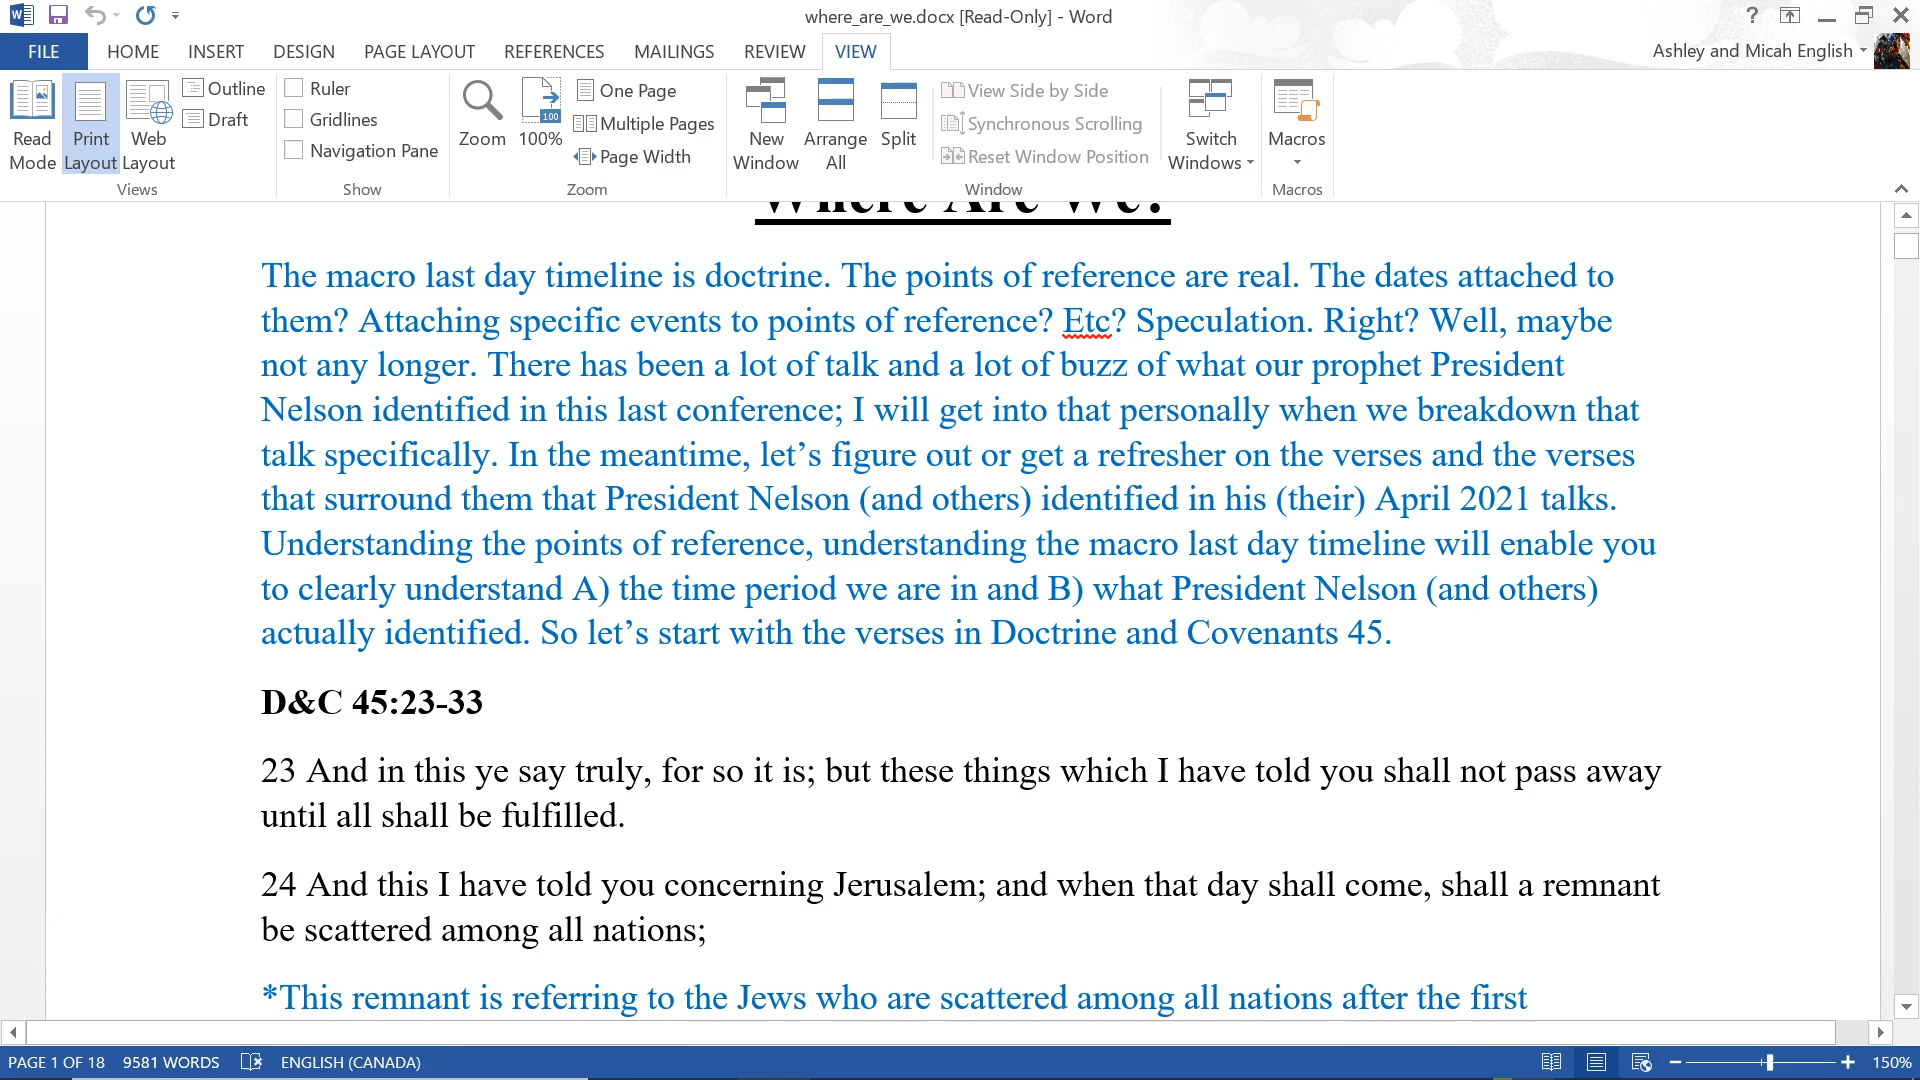 where_are_we.docx [Read-Only] - Word
?
FILE HOME INSERT DESIGN PAGE LAYOUT REFERENCES MAILINGS REVIEW VIEW
Ashley and Micah English
Read Mode
Print Layout
Web Layout
Outline
Draft
Views
Ruler
Gridlines
Navigation Pane
Show
Zoom
100
100%
One Page
Multiple Pages
Page Width
Zoom
New Window
Arrange All
Split
View Side by Side
Synchronous Scrolling
Reset Window Position
Window
Switch Windows
Macros
Macros
Where Are We?
The macro last day timeline is doctrine. The points of reference are real. The dates attached to
them? Attaching specific events to points of reference? Etc? Speculation. Right? Well, maybe
not any longer. There has been a lot of talk and a lot of buzz of what our prophet President
Nelson identified in this last conference; I will get into that personally when we breakdown that
talk specifically. In the meantime, let’s figure out or get a refresher on the verses and the verses
that surround them that President Nelson (and others) identified in his (their) April 2021 talks.
Understanding the points of reference, understanding the macro last day timeline will enable you
to clearly understand A) the time period we are in and B) what President Nelson (and others)
actually identified. So let’s start with the verses in Doctrine and Covenants 45.
D&C 45:23-33
23 And in this ye say truly, for so it is; but these things which I have told you shall not pass away
until all shall be fulfilled.
24 And this I have told you concerning Jerusalem; and when that day shall come, shall a remnant
be scattered among all nations;
*This remnant is referring to the Jews who are scattered among all nations after the first
PAGE 1 OF 18 9581 WORDS ENGLISH (CANADA)
150%